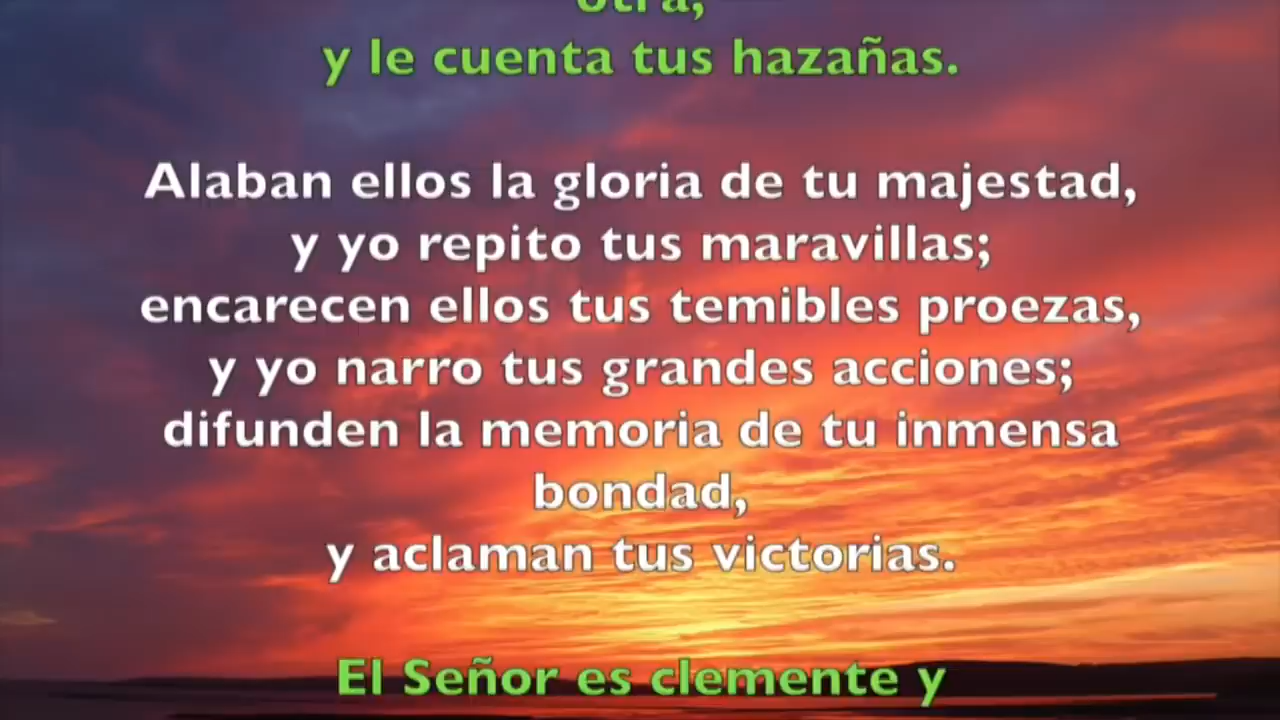 otra,
y le cuenta tus hazañas.
Alaban ellos la gloria de tu majestad,
y yo repito tus maravillas;
encarecen ellos tus temibles proezas,
y yo narro tus grandes acciones;
difunden la memoria de tu inmensa
bondad,
y aclaman tus victorias.
El Señor es clemente y